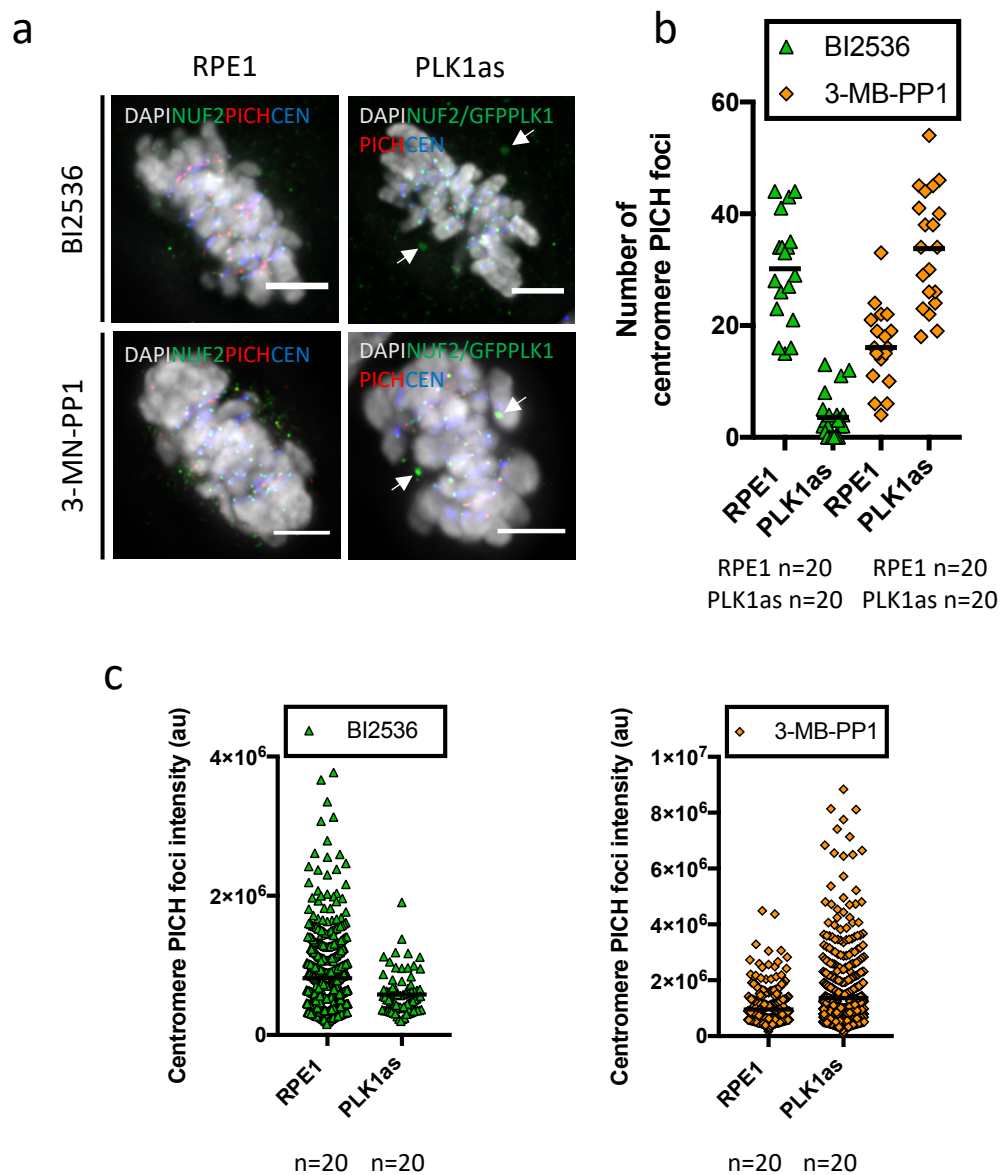 a
RPE1
PLK1as
BI2536
3-MN-PP1
DAPINUF2PICHCEN
DAPINUF2/GFPPLK1
PICHCEN
DAPINUF2PICHCEN
DAPINUF2/GFPPLK1
PICHCEN
b
BI2536
3-MB-PP1
Number of
centromere PICH foci
60
40
20
0
RPE1
PLK1as
RPE1
PLK1as
RPE1 n=20
PLK1as n=20
RPE1 n=20
PLK1as n=20
c
BI2536
Centromere PICH foci intensity (au)
4×10⁶
2×10⁶
0
RPE1
PLK1as
n=20 n=20
3-MB-PP1
Centromere PICH foci intensity (au)
1×10⁷
8×10⁶
6×10⁶
4×10⁶
2×10⁶
0
RPE1
PLK1as
n=20 n=20